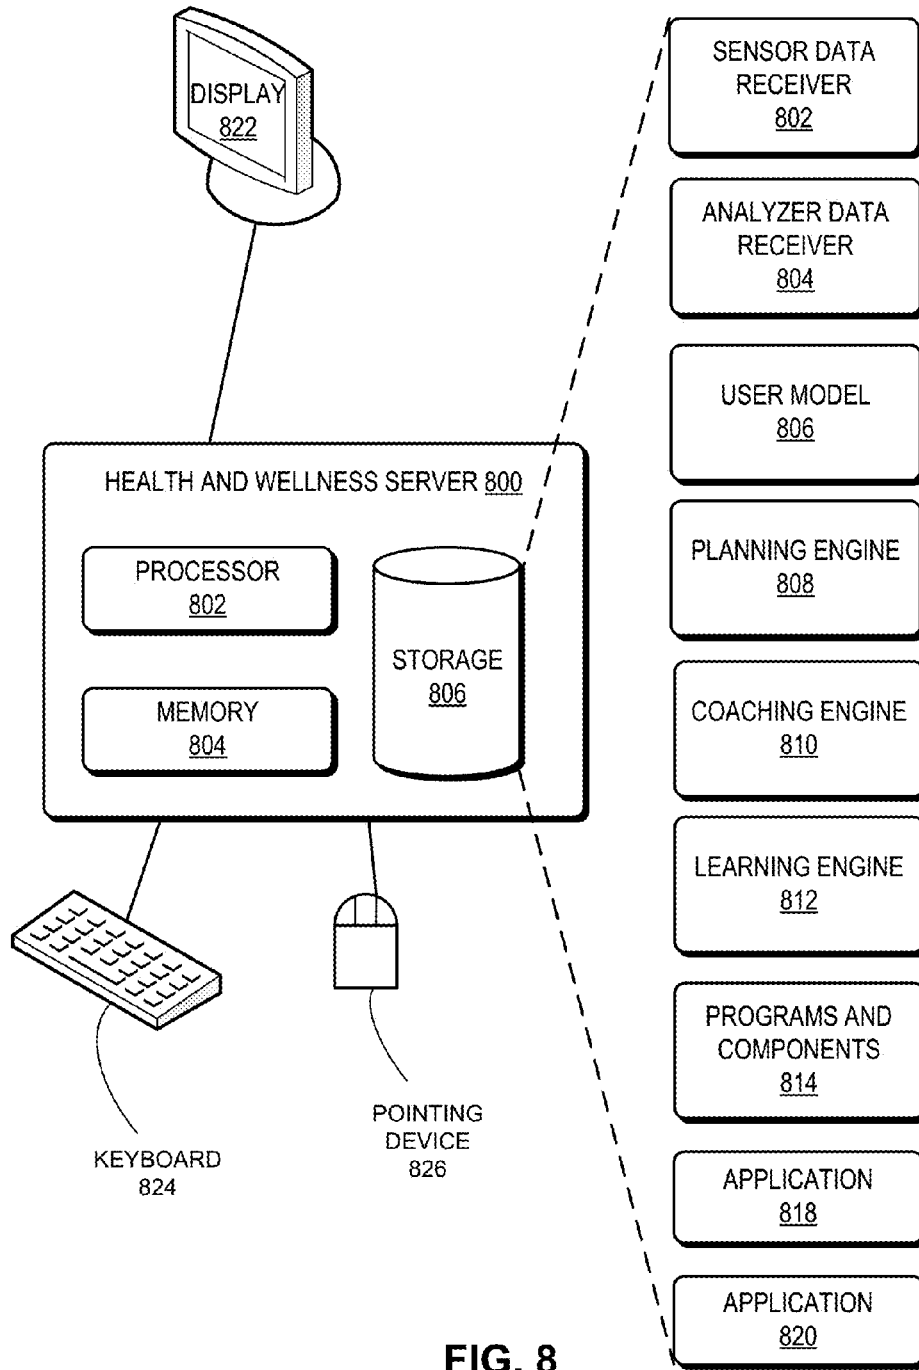 DISPLAY
822
HEALTH AND WELLNESS SERVER 800
PROCESSOR
802
MEMORY
804
STORAGE
806
KEYBOARD
824
POINTING
DEVICE
826
SENSOR DATA
RECEIVER
802
ANALYZER DATA
RECEIVER
804
USER MODEL
806
PLANNING ENGINE
808
COACHING ENGINE
810
LEARNING ENGINE
812
PROGRAMS AND
COMPONENTS
814
APPLICATION
818
APPLICATION
820
FIG. 8